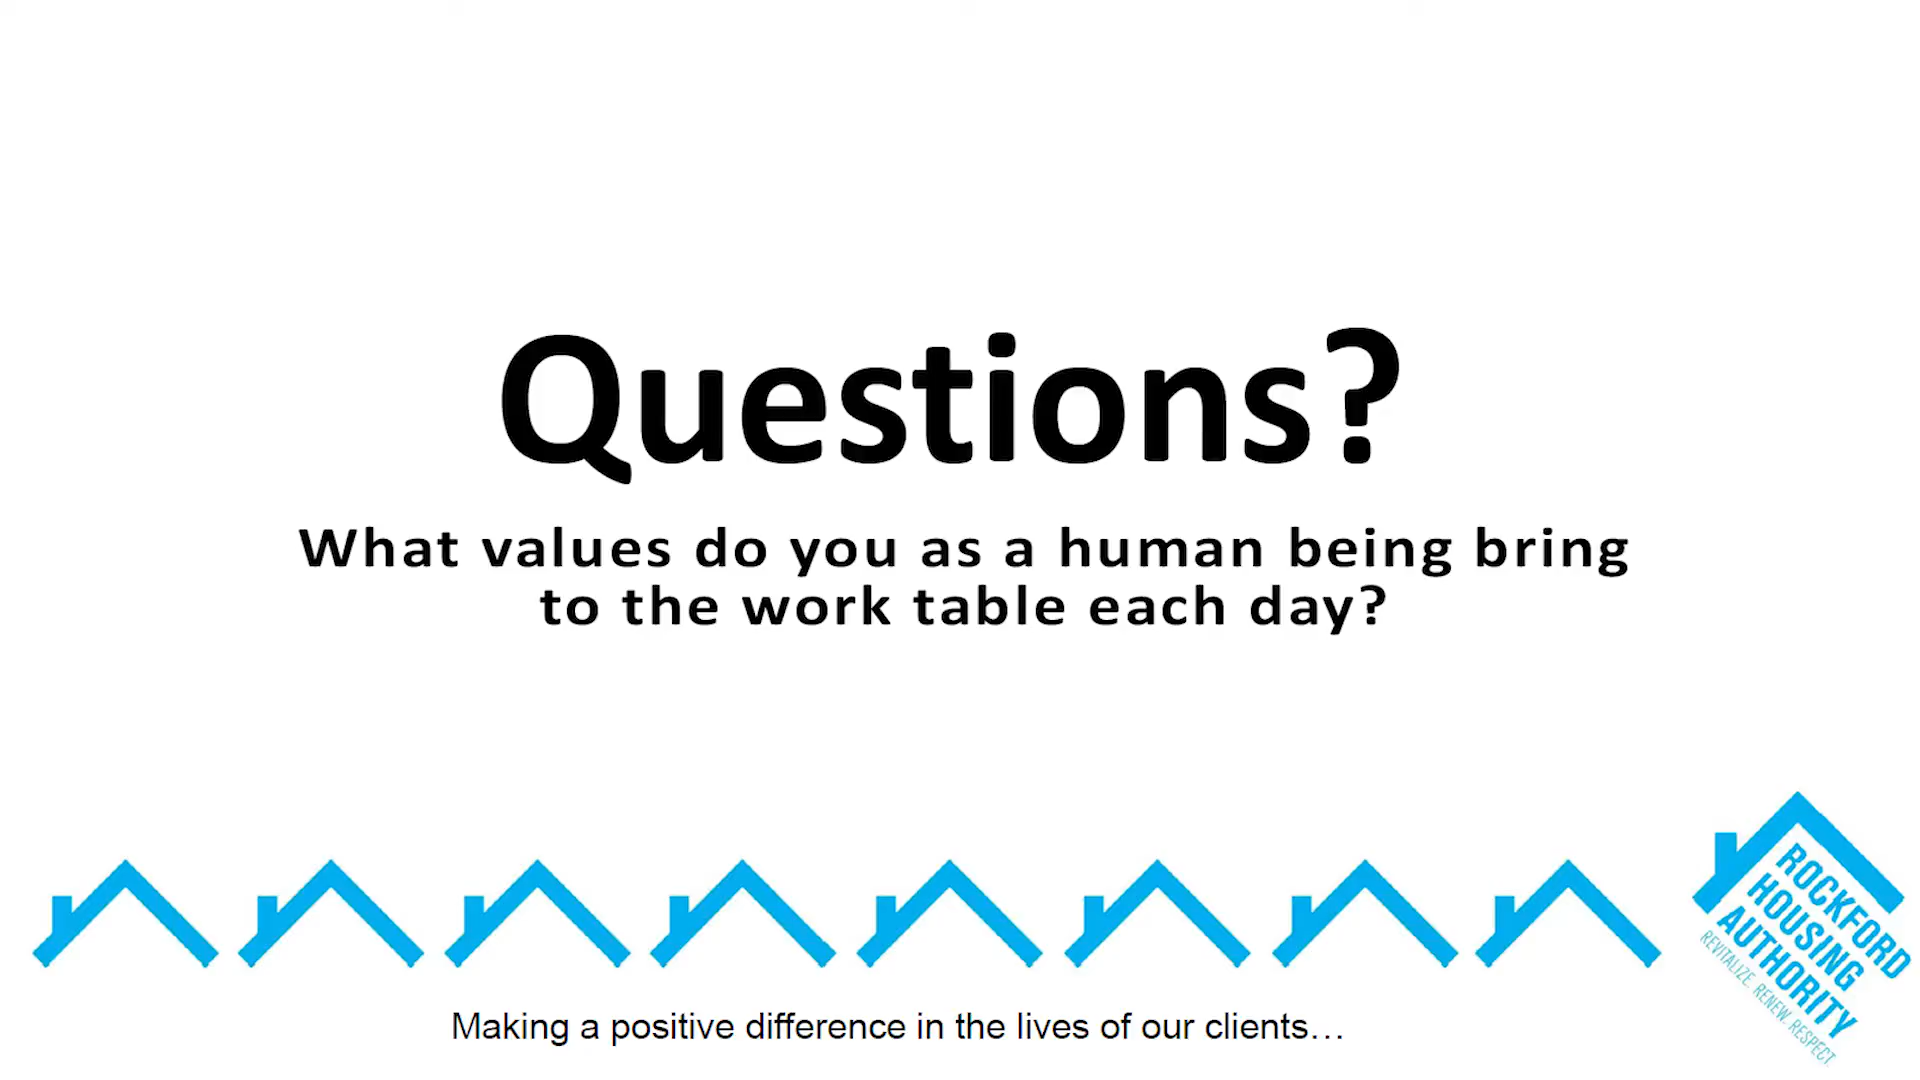 Questions?
What values do you as a human being bring
to the work table each day?
ROCKFORD
HOUSING
AUTHORITY
REVITALIZE. RENEW. RESPECT.
Making a positive difference in the lives of our clients…